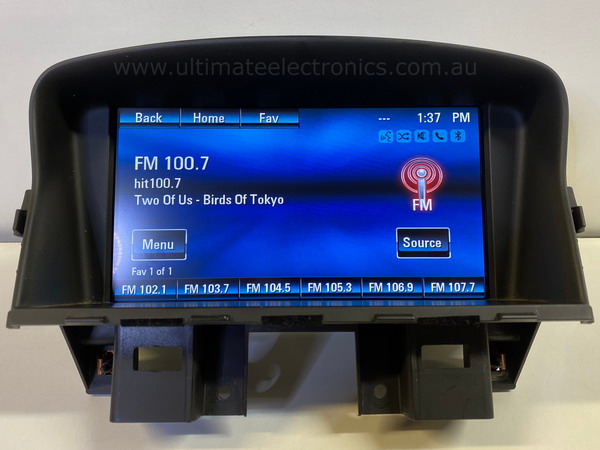 www.ultimateelectronics.com.au
Back Home Fav --- 1:37 PM
FM 100.7
hit100.7
Two Of Us - Birds Of Tokyo
FM
Menu Source
Fav 1 of 1
FM 102.1 FM 103.7 FM 104.5 FM 105.3 FM 106.9 FM 107.7